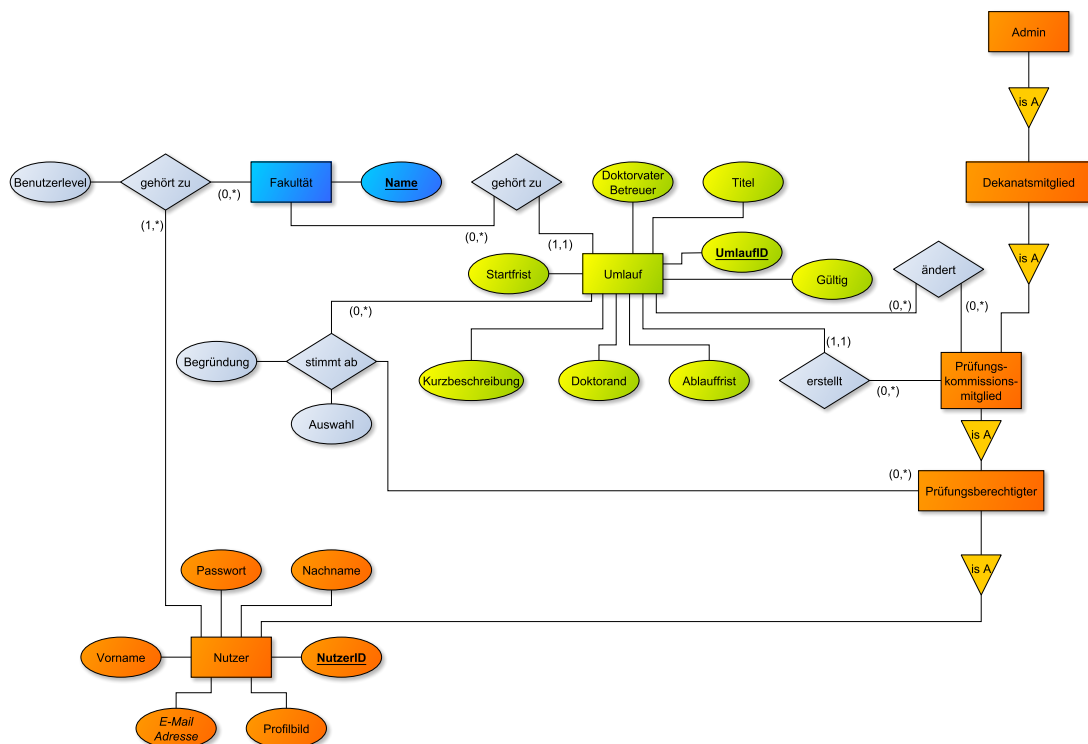 Admin
is A
Benutzerlevel
gehört zu
(0,*)
Fakultät
Name
gehört zu
Doktorvater
Betreuer
Titel
Dekanatsmitglied
(1,*)
(0,*)
(1,1)
UmlaufID
is A
Startfrist
Umlauf
Gültig
ändert
(0,*)
(0,*)
(0,*)
Begründung
stimmt ab
Kurzbeschreibung
Doktorand
Ablauffrist
(1,1)
erstellt
(0,*)
Prüfungs-
kommissions-
mitglied
Auswahl
is A
(0,*)
Prüfungsberechtigter
Passwort
Nachname
is A
Vorname
Nutzer
NutzerID
E-Mail
Adresse
Profilbild